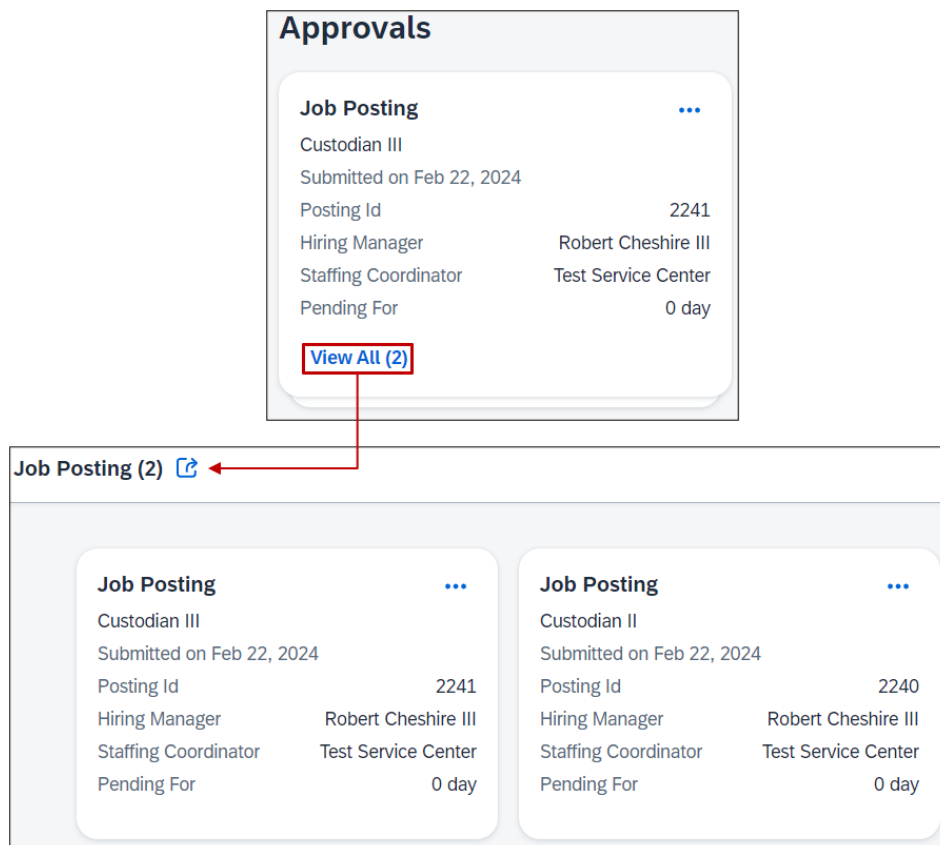 Approvals
Job Posting
Custodian III
Submitted on Feb 22, 2024
Posting Id 2241
Hiring Manager Robert Cheshire III
Staffing Coordinator Test Service Center
Pending For 0 day
View All (2)
Job Posting (2)
Job Posting
Custodian III
Submitted on Feb 22, 2024
Posting Id 2241
Hiring Manager Robert Cheshire III
Staffing Coordinator Test Service Center
Pending For 0 day
Job Posting
Custodian II
Submitted on Feb 22, 2024
Posting Id 2240
Hiring Manager Robert Cheshire III
Staffing Coordinator Test Service Center
Pending For 0 day